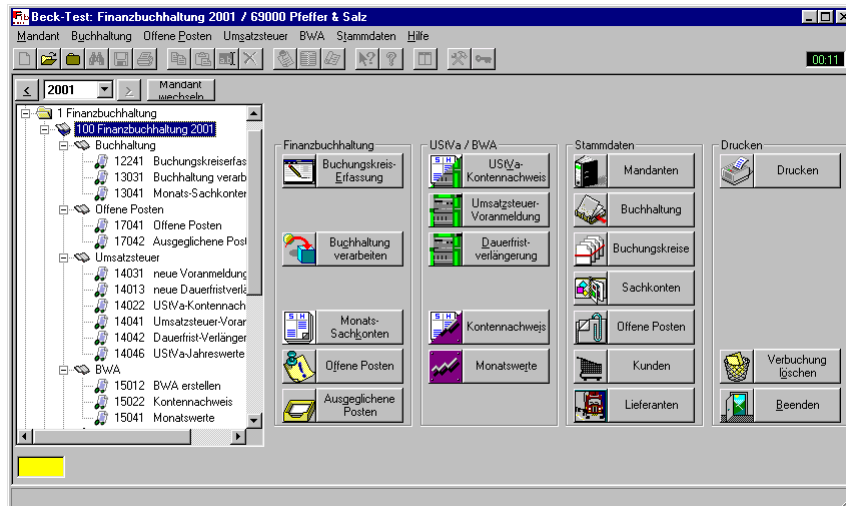 Beck-Test: Finanzbuchhaltung 2001 / 69000 Pfeffer & Salz
Mandant Buchhaltung Offene Posten Umsatzsteuer BWA Stammdaten Hilfe
00:11
< 2001 > Mandant
wechseln
1 Finanzbuchhaltung
100 Finanzbuchhaltung 2001
Buchhaltung
12241 Buchungskreiserfas
13031 Buchhaltung verarb
13041 Monats-Sachkonter
Offene Posten
17041 Offene Posten
17042 Ausgeglichene Post
Umsatzsteuer
14031 neue Voranmeldung
14013 neue Dauerfristverlä
14022 UStVa-Kontennach
14041 Umsatzsteuer-Vorar
14042 Dauerfrist-Verlänger
14046 UStVa-Jahreswerte
BWA
15012 BWA erstellen
15022 Kontennachweis
15041 Monatswerte
Finanzbuchhaltung
Buchungskreis-
Erfassung
Buchhaltung
verarbeiten
Monats-
Sachkonten
Offene Posten
Ausgeglichene
Posten
UStVa / BWA
UStVa-
Kontennachweis
Umsatzsteuer-
Voranmeldung
Dauerfrist-
verlängerung
Kontennachweis
Monatswerte
Stammdaten
Mandanten
Buchhaltung
Buchungskreise
Sachkonten
Offene Posten
Kunden
Lieferanten
Drucken
Drucken
Verbuchung
löschen
Beenden